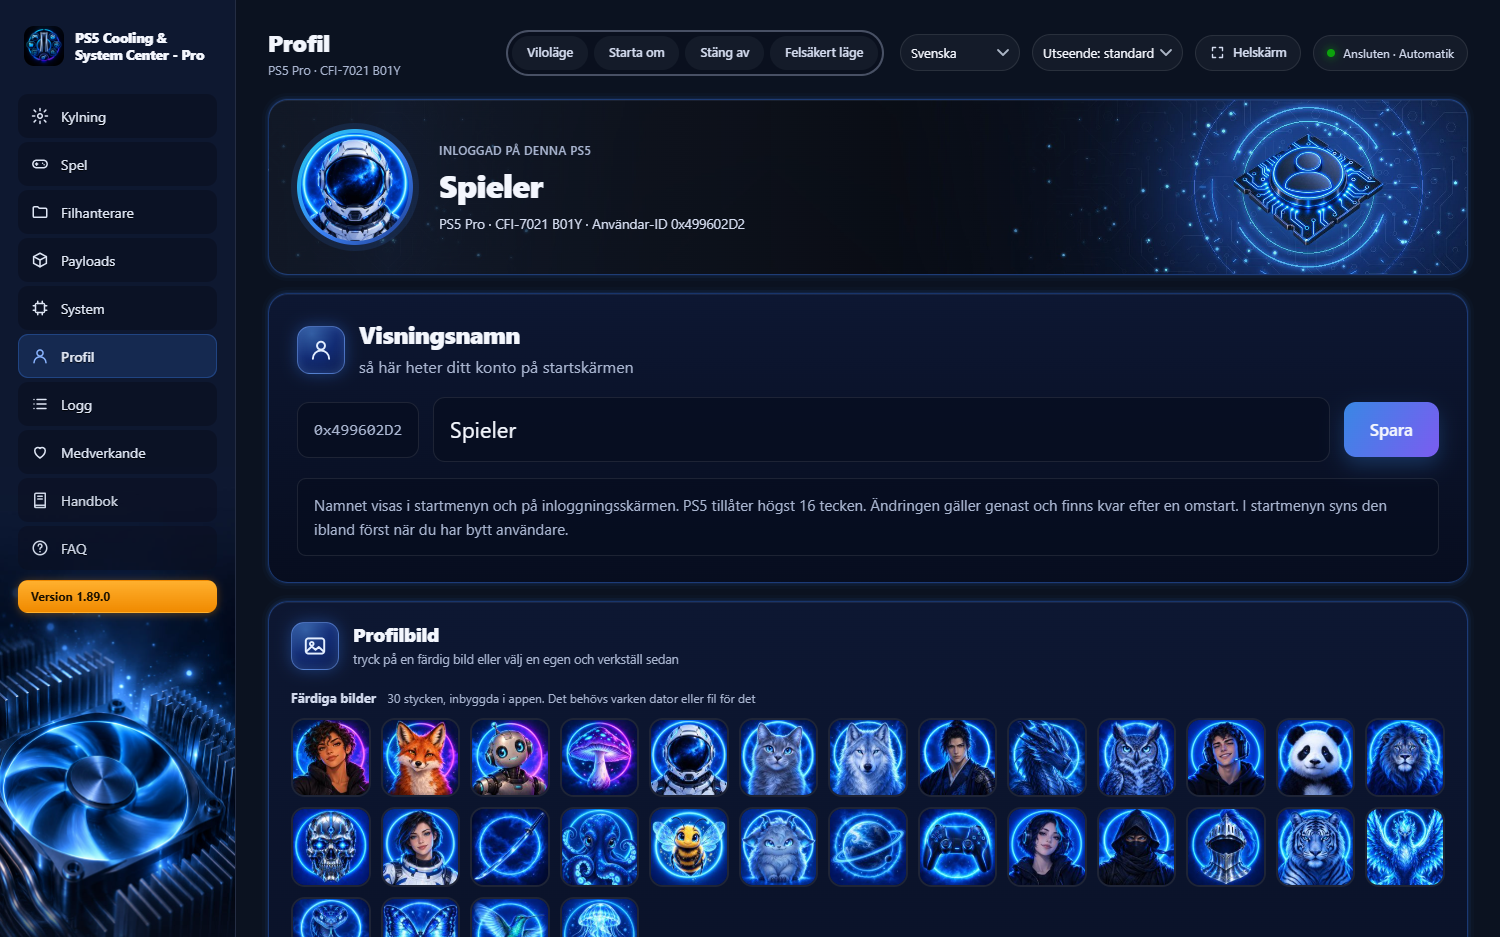 PS5 Cooling &
System Center - Pro
Kylning
Spel
Filhanterare
Payloads
System
Profil
Logg
Medverkande
Handbok
FAQ
Version 1.89.0
Profil
PS5 Pro · CFI-7021 B01Y
Viloläge
Starta om
Stäng av
Felsäkert läge
Svenska
Utseende: standard
Helskärm
Ansluten · Automatik
INLOGGAD PÅ DENNA PS5
Spieler
PS5 Pro · CFI-7021 B01Y · Användar-ID 0x499602D2
Visningsnamn
så här heter ditt konto på startskärmen
0x499602D2
Spieler
Spara
Namnet visas i startmenyn och på inloggningsskärmen. PS5 tillåter högst 16 tecken. Ändringen gäller genast och finns kvar efter en omstart. I startmenyn syns den
ibland först när du har bytt användare.
Profilbild
tryck på en färdig bild eller välj en egen och verkställ sedan
Färdiga bilder 30 stycken, inbyggda i appen. Det behövs varken dator eller fil för det